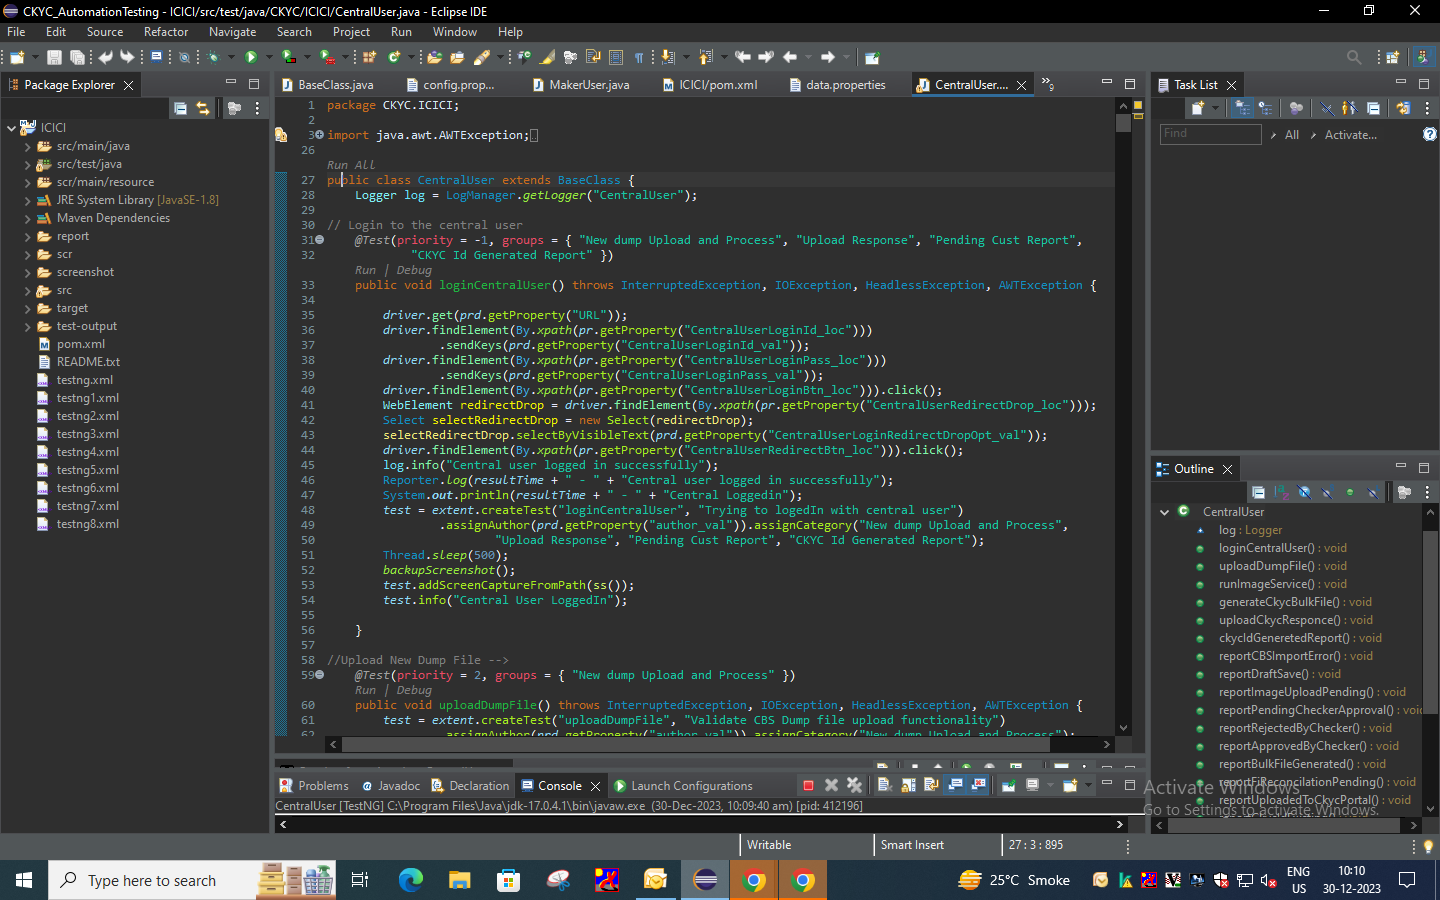 CKYC_AutomationTesting - ICICI/src/test/java/CKYC/ICICI/CentralUser.java - Eclipse IDE
File Edit Source Refactor Navigate Search Project Run Window Help
Package Explorer
ICICI
src/main/java
src/test/java
scr/main/resource
JRE System Library [JavaSE-1.8]
Maven Dependencies
report
scr
screenshot
src
target
test-output
pom.xml
README.txt
testng.xml
testng1.xml
testng2.xml
testng3.xml
testng4.xml
testng5.xml
testng6.xml
testng7.xml
testng8.xml
BaseClass.java config.prop... MakerUser.java ICICI/pom.xml data.properties CentralUser.... 9
1 package CKYC.ICICI;
2
3 import java.awt.AWTException;
26
Run All
27 public class CentralUser extends BaseClass {
28 Logger log = LogManager.getLogger("CentralUser");
29
30 // Login to the central user
31 @Test(priority = -1, groups = { "New dump Upload and Process", "Upload Response", "Pending Cust Report",
32 "CKYC Id Generated Report" })
Run | Debug
33 public void loginCentralUser() throws InterruptedException, IOException, HeadlessException, AWTException {
34
35 driver.get(prd.getProperty("URL"));
36 driver.findElement(By.xpath(pr.getProperty("CentralUserLoginId_loc")))
37 .sendKeys(prd.getProperty("CentralUserLoginId_val"));
38 driver.findElement(By.xpath(pr.getProperty("CentralUserLoginPass_loc")))
39 .sendKeys(prd.getProperty("CentralUserLoginPass_val"));
40 driver.findElement(By.xpath(pr.getProperty("CentralUserLoginBtn_loc"))).click();
41 WebElement redirectDrop = driver.findElement(By.xpath(pr.getProperty("CentralUserRedirectDrop_loc")));
42 Select selectRedirectDrop = new Select(redirectDrop);
43 selectRedirectDrop.selectByVisibleText(prd.getProperty("CentralUserLoginRedirectDropOpt_val"));
44 driver.findElement(By.xpath(pr.getProperty("CentralUserRedirectBtn_loc"))).click();
45 log.info("Central user logged in successfully");
46 Reporter.log(resultTime + " - " + "Central user logged in successfully");
47 System.out.println(resultTime + " - " + "Central Loggedin");
48 test = extent.createTest("loginCentralUser", "Trying to logedIn with central user")
49 .assignAuthor(prd.getProperty("author_val")).assignCategory("New dump Upload and Process",
50 "Upload Response", "Pending Cust Report", "CKYC Id Generated Report");
51 Thread.sleep(500);
52 backupScreenshot();
53 test.addScreenCaptureFromPath(ss());
54 test.info("Central User LoggedIn");
55
56 }
57
58 //Upload New Dump File -->
59 @Test(priority = 2, groups = { "New dump Upload and Process" })
Run | Debug
60 public void uploadDumpFile() throws InterruptedException, IOException, HeadlessException, AWTException {
61 test = extent.createTest("uploadDumpFile", "Validate CBS Dump file upload functionality")
62 .assignAuthor(prd.getProperty("author_val")).assignCategory("New dump Upload and Process");
Problems Javadoc Declaration Console Launch Configurations
CentralUser [TestNG] C:\Program Files\Java\jdk-17.0.4.1\bin\javaw.exe (30-Dec-2023, 10:09:40 am) [pid: 412196]
Task List
Find All Activate...
Outline
CentralUser
log : Logger
loginCentralUser() : void
uploadDumpFile() : void
runImageService() : void
generateCkycBulkFile() : void
uploadCkycResponce() : void
ckycIdGeneretedReport() : void
reportCBSImportError() : void
reportDraftSave() : void
reportImageUploadPending() : void
reportPendingCheckerApproval() : voi
reportRejectedByChecker() : void
reportApprovedByChecker() : void
reportBulkFileGenerated() : void
reportFiReconcilationPending() : void
reportUploadedToCkycPortal() : void
Activate Windows
Go to Settings to activate Windows.
Writable Smart Insert 27 : 3 : 895
Type here to search
25°C Smoke
ENG
US
10:10
30-12-2023